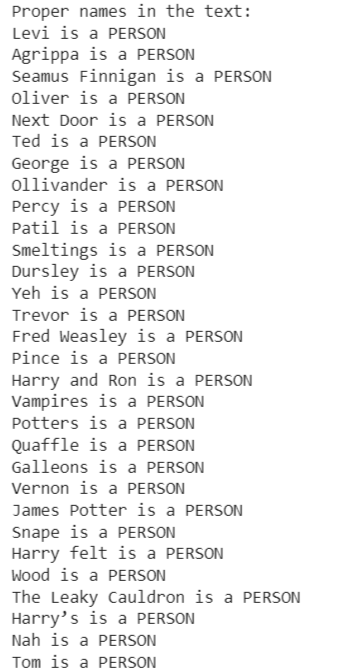 Proper names in the text:
Levi is a PERSON
Agrippa is a PERSON
Seamus Finnigan is a PERSON
Oliver is a PERSON
Next Door is a PERSON
Ted is a PERSON
George is a PERSON
Ollivander is a PERSON
Percy is a PERSON
Patil is a PERSON
Smeltings is a PERSON
Dursley is a PERSON
Yeh is a PERSON
Trevor is a PERSON
Fred Weasley is a PERSON
Pince is a PERSON
Harry and Ron is a PERSON
Vampires is a PERSON
Potters is a PERSON
Quaffle is a PERSON
Galleons is a PERSON
Vernon is a PERSON
James Potter is a PERSON
Snape is a PERSON
Harry felt is a PERSON
Wood is a PERSON
The Leaky Cauldron is a PERSON
Harry’s is a PERSON
Nah is a PERSON
Tom is a PERSON